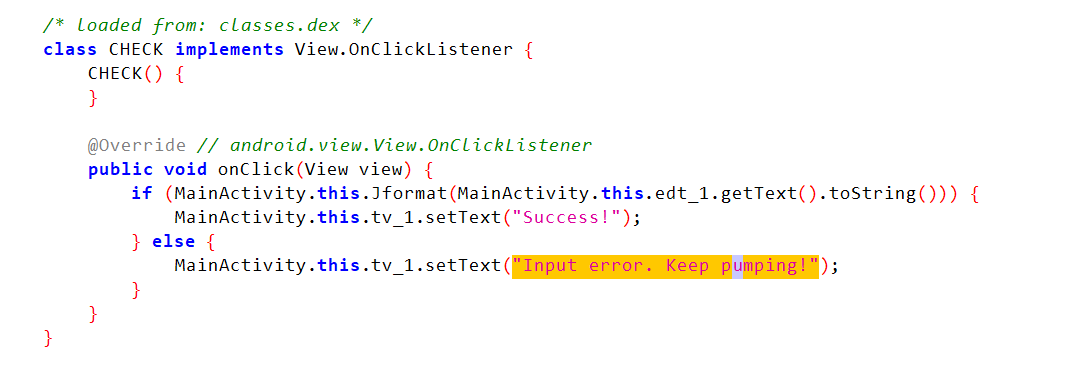 /* loaded from: classes.dex */
class CHECK implements View.OnClickListener {
    CHECK() {
    }

    @Override // android.view.View.OnClickListener
    public void onClick(View view) {
        if (MainActivity.this.Jformat(MainActivity.this.edt_1.getText().toString())) {
            MainActivity.this.tv_1.setText("Success!");
        } else {
            MainActivity.this.tv_1.setText("Input error. Keep pumping!");
        }
    }
}